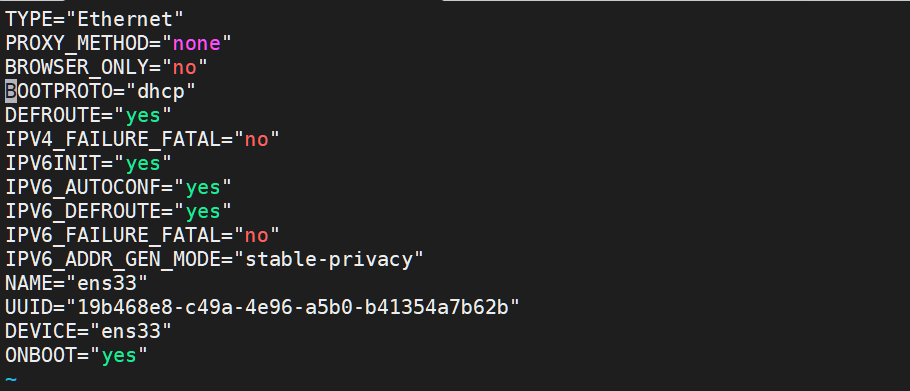 TYPE="Ethernet"
PROXY_METHOD="none"
BROWSER_ONLY="no"
BOOTPROTO="dhcp"
DEFROUTE="yes"
IPV4_FAILURE_FATAL="no"
IPV6INIT="yes"
IPV6_AUTOCONF="yes"
IPV6_DEFROUTE="yes"
IPV6_FAILURE_FATAL="no"
IPV6_ADDR_GEN_MODE="stable-privacy"
NAME="ens33"
UUID="19b468e8-c49a-4e96-a5b0-b41354a7b62b"
DEVICE="ens33"
ONBOOT="yes"
~